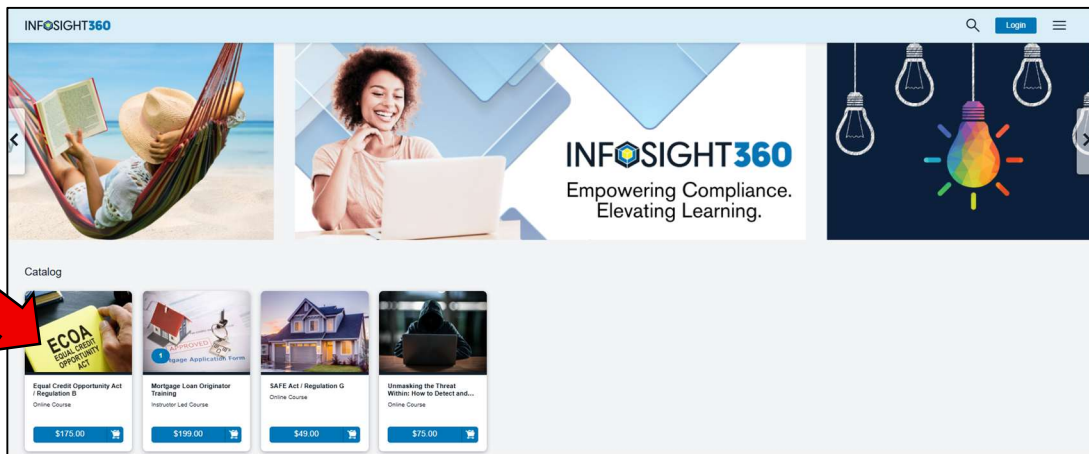 INFOSIGHT360
Login
INFOSIGHT360
Empowering Compliance.
Elevating Learning.
Catalog
ECOA
EQUAL CREDIT
OPPORTUNITY
ACT
APPROVED
1
gage Application Form
Equal Credit Opportunity Act
/ Regulation B
Online Course
$175.00
Mortgage Loan Originator
Training
Instructor Led Course
$199.00
SAFE Act / Regulation G
Online Course
$49.00
Unmasking the Threat
Within: How to Detect and...
Online Course
$75.00